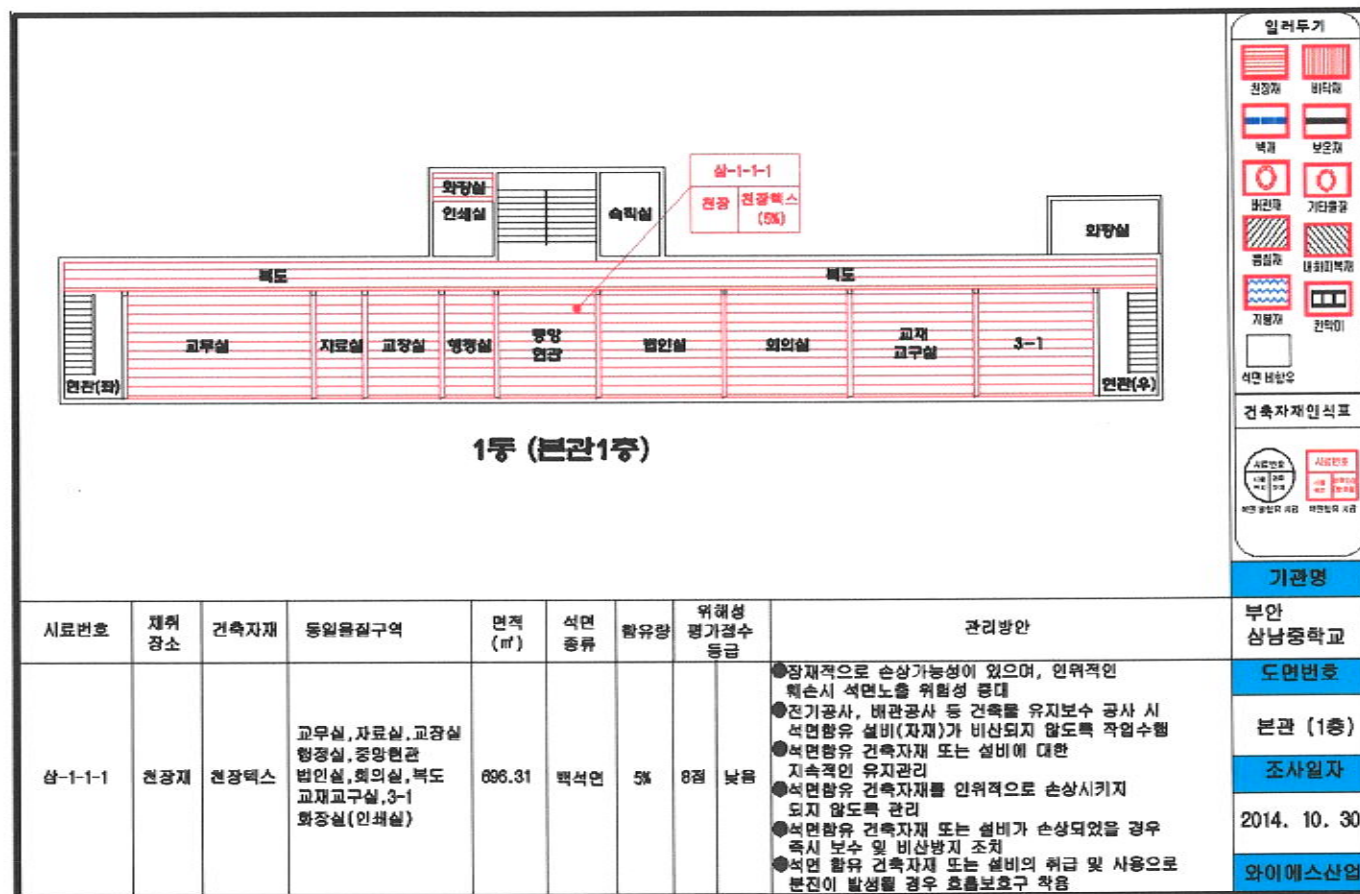 일러두기
천장재 바닥재
벽재 보온재
배관재 기타물질
뿜칠재 내화피복재
지붕재 칸막이
석면 비함유
건축자재인식표
시료번호
시료번호
삼-1-1-1
천장 천장텍스
(5%)
화장실
인쇄실
숙직실
화장실
복도 복도
교무실 자료실 교장실 행정실 중앙
현관 법인실 회의실 교재
교구실 3-1
현관(좌) 현관(우)
1동 (본관1층)
기관명
부안
삼남중학교
도면번호
본관 (1층)
조사일자
2014. 10. 30
와이에스산업
시료번호 채취
장소 건축자재 동일물질구역 면적
(㎡) 석면
종류 함유량 위해성
평가점수
등급 관리방안
삼-1-1-1 천장재 천장텍스
교무실,자료실,교장실
행정실,중앙현관
법인실,회의실,복도
교재교구실,3-1
화장실(인쇄실)
696.31 백석면 5% 8점 낮음
●잠재적으로 손상가능성이 있으며, 인위적인
훼손시 석면노출 위험성 증대
●전기공사, 배관공사 등 건축물 유지보수 공사 시
석면함유 설비(자재)가 비산되지 않도록 작업수행
●석면함유 건축자재 또는 설비에 대한
지속적인 유지관리
●석면함유 건축자재를 인위적으로 손상시키지
되지 않도록 관리
●석면함유 건축자재 또는 설비가 손상되었을 경우
즉시 보수 및 비산방지 조치
●석면 함유 건축자재 또는 설비의 취급 및 사용으로
분진이 발생될 경우 호흡보호구 착용